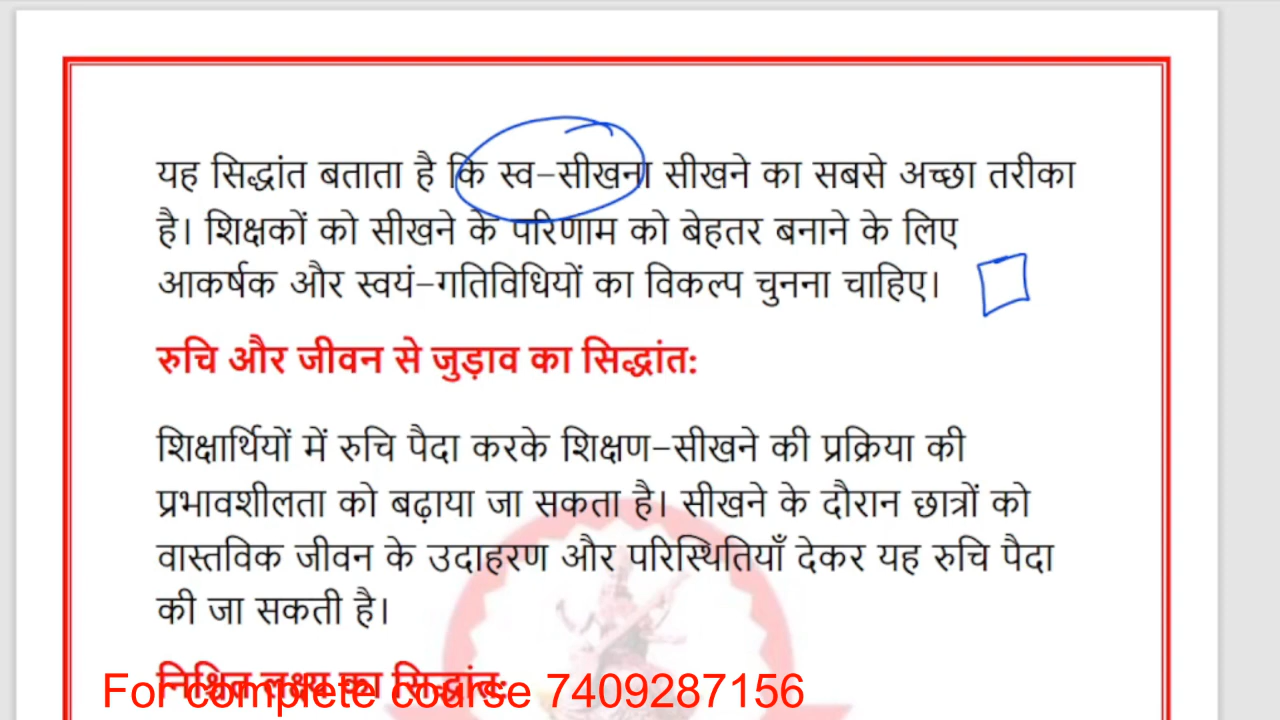 यह सिद्धांत बताता है कि स्व-सीखना सीखने का सबसे अच्छा तरीका
है। शिक्षकों को सीखने के परिणाम को बेहतर बनाने के लिए
आकर्षक और स्वयं-गतिविधियों का विकल्प चुनना चाहिए।
रुचि और जीवन से जुड़ाव का सिद्धांत:
शिक्षार्थियों में रुचि पैदा करके शिक्षण-सीखने की प्रक्रिया की
प्रभावशीलता को बढ़ाया जा सकता है। सीखने के दौरान छात्रों को
वास्तविक जीवन के उदाहरण और परिस्थितियाँ देकर यह रुचि पैदा
की जा सकती है।
निश्चित लक्ष्य का सिद्धांत:
For complete course 7409287156